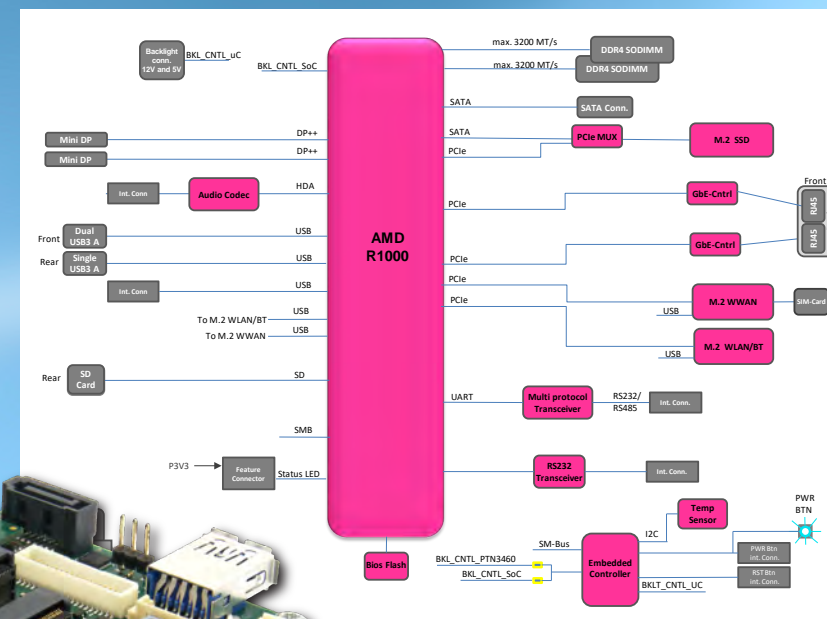 Backlight
conn.
12V and 5V
BKL_CNTL_uC
BKL_CNTL_SoC
Mini DP
DP++
Mini DP
DP++
Int. Conn
Audio Codec
HDA
Front
Dual
USB3 A
USB
Rear
Single
USB3 A
USB
Int. Conn
USB
To M.2 WLAN/BT
USB
To M.2 WWAN
USB
Rear
SD
Card
SD
SMB
P3V3
Feature
Connector
Status LED
AMD
R1000
Bios Flash
max. 3200 MT/s
DDR4 SODIMM
max. 3200 MT/s
DDR4 SODIMM
SATA
SATA Conn.
SATA
PCIe MUX
M.2 SSD
PCIe
Front
PCIe
GbE-Cntrl
RJ45
GbE-Cntrl
RJ45
PCIe
PCIe
M.2 WWAN
SIM-Card
USB
PCIe
M.2 WLAN/BT
USB
UART
Multi protocol
Transceiver
RS232/
RS485
Int. Conn.
RS232
Transceiver
Int. Conn.
Temp
Sensor
PWR
BTN
I2C
SM-Bus
Embedded
Controller
PWR Btn
int. Conn.
BKL_CNTL_PTN3460
BKL_CNTL_SoC
RST Btn
int. Conn.
BKLT_CNTL_UC